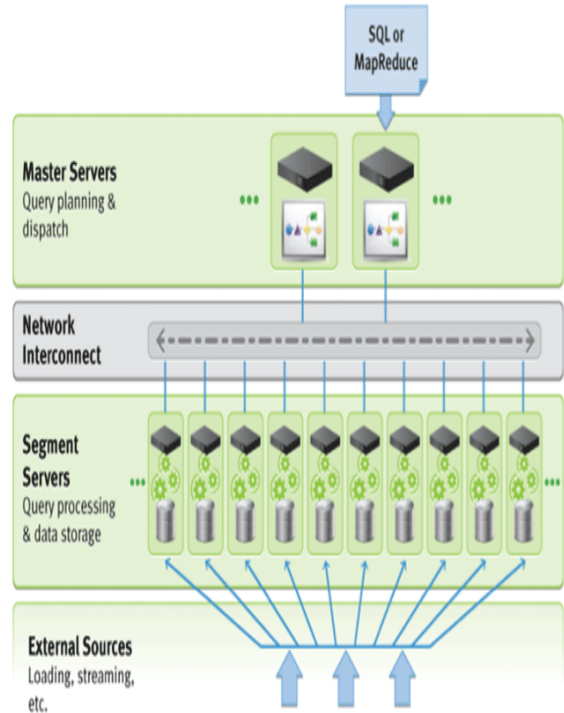 SQL or
MapReduce
Master Servers
Query planning &
dispatch
Network
Interconnect
Segment
Servers
Query processing
& data storage
External Sources
Loading, streaming,
etc.